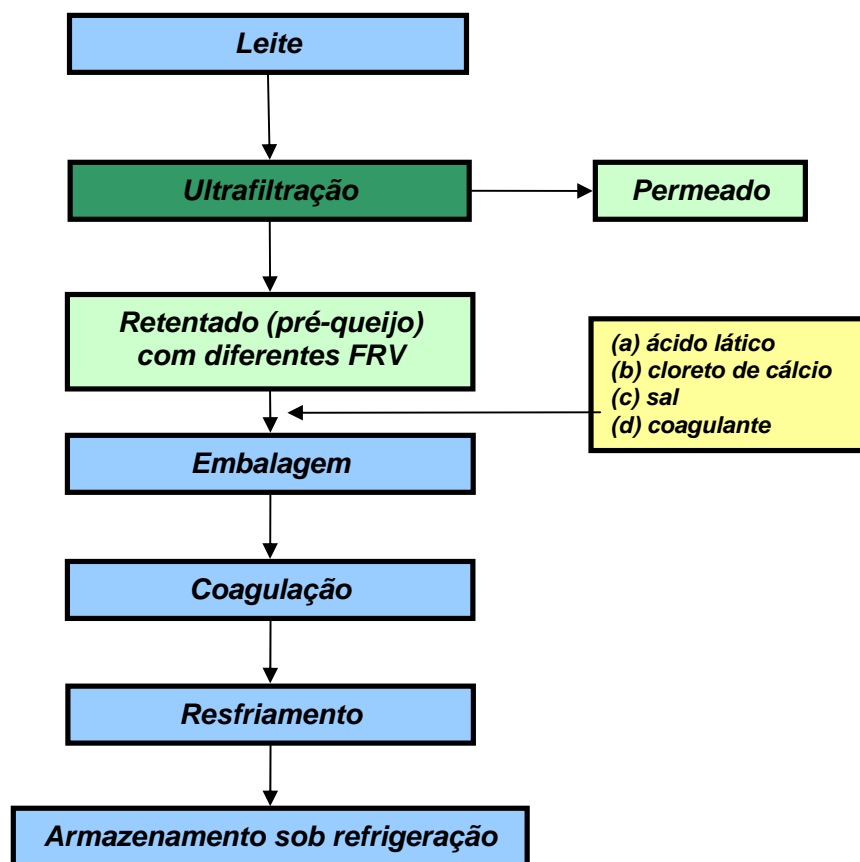 Leite
Ultrafiltração
Permeado
Retentado (pré-queijo)
com diferentes FRV
(a) ácido lático
(b) cloreto de cálcio
(c) sal
(d) coagulante
Embalagem
Coagulação
Resfriamento
Armazenamento sob refrigeração